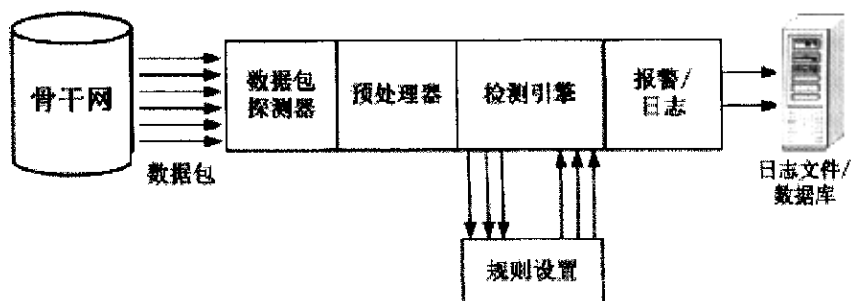 骨干网
数据包
数据包
探测器
预处理器
检测引擎
报警/
日志
日志文件/
数据库
规则设置